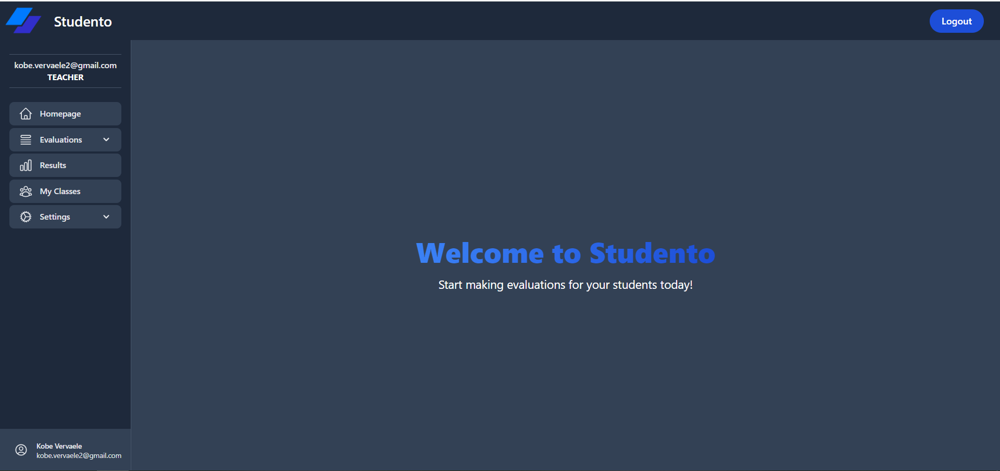 Studento
Logout
kobe.vervaele2@gmail.com
TEACHER
Homepage
Evaluations
Results
My Classes
Settings
Welcome to Studento
Start making evaluations for your students today!
Kobe Vervaele
kobe.vervaele2@gmail.com